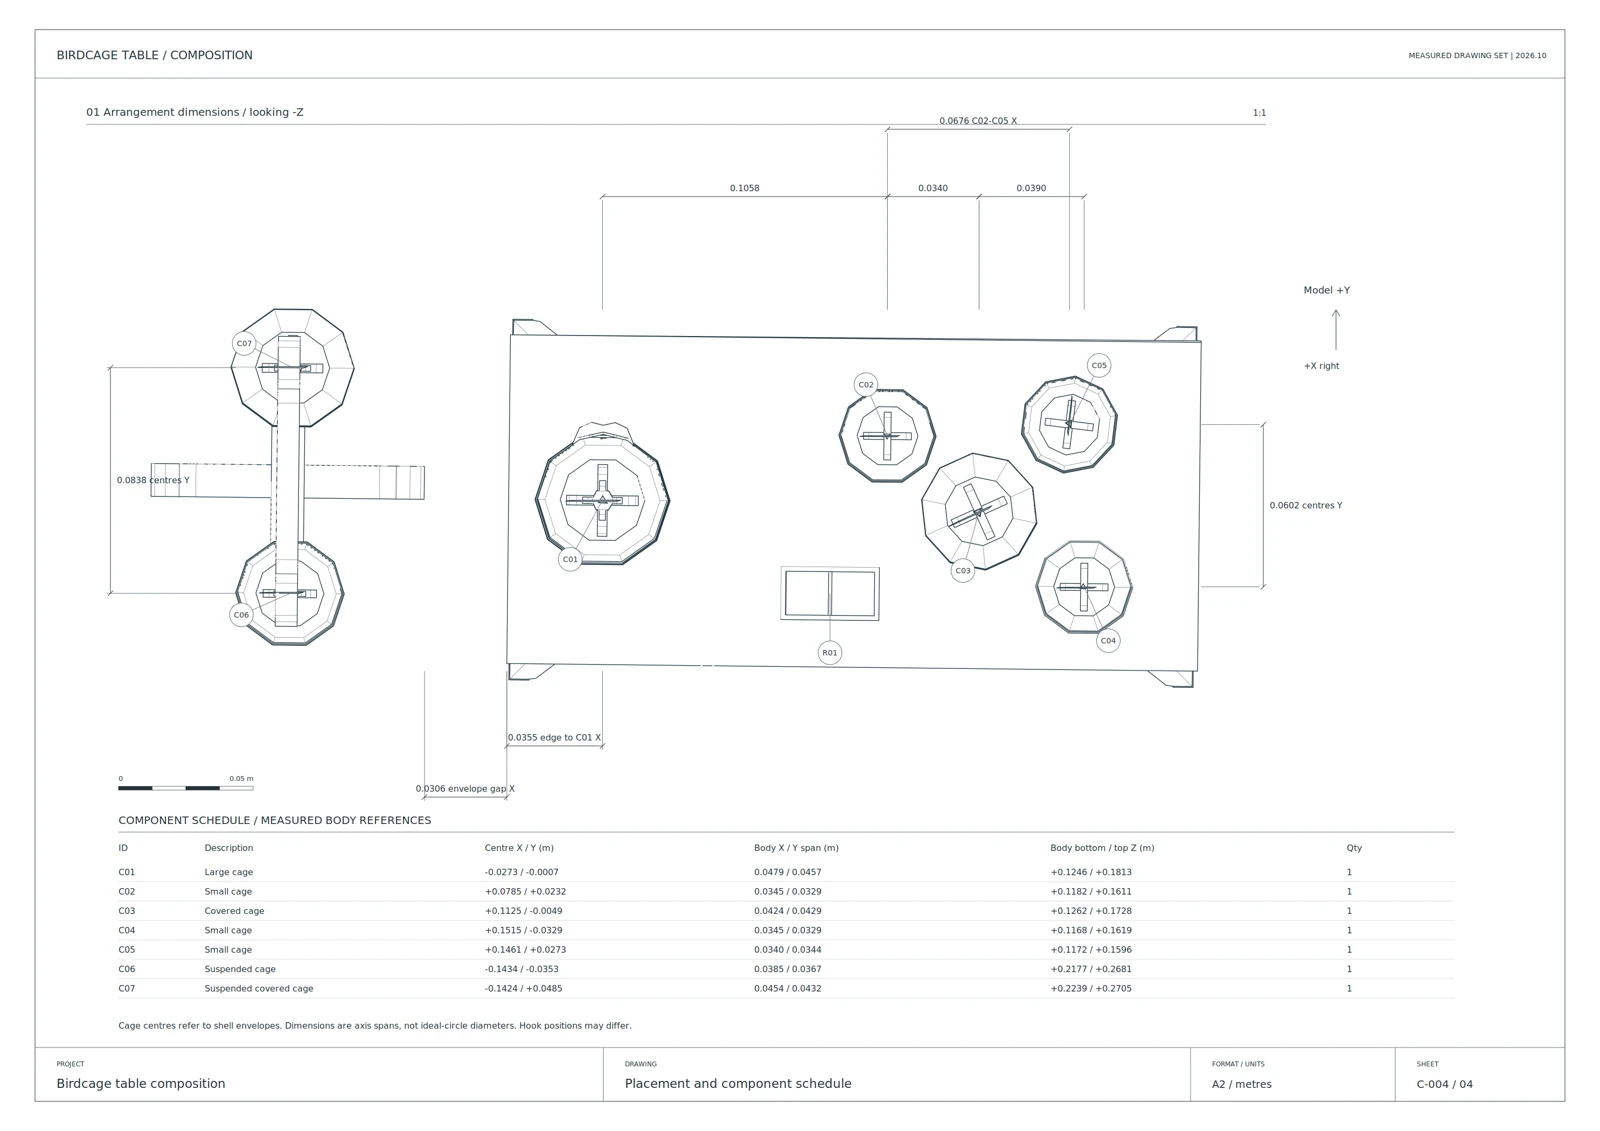 BIRDCAGE TABLE / COMPOSITION
MEASURED DRAWING SET | 2026.10
01 Arrangement dimensions / looking -Z
1:1
0.0676 C02-C05 X
0.1058
0.0340
0.0390
Model +Y
+X right
C07
C05
C02
0.0838 centres Y
0.0602 centres Y
C01
C03
C06
C04
R01
0.0355 edge to C01 X
0
0.05 m
0.0306 envelope gap X
COMPONENT SCHEDULE / MEASURED BODY REFERENCES
ID Description Centre X / Y (m) Body X / Y span (m) Body bottom / top Z (m) Qty
C01 Large cage -0.0273 / -0.0007 0.0479 / 0.0457 +0.1246 / +0.1813 1
C02 Small cage +0.0785 / +0.0232 0.0345 / 0.0329 +0.1182 / +0.1611 1
C03 Covered cage +0.1125 / -0.0049 0.0424 / 0.0429 +0.1262 / +0.1728 1
C04 Small cage +0.1515 / -0.0329 0.0345 / 0.0329 +0.1168 / +0.1619 1
C05 Small cage +0.1461 / +0.0273 0.0340 / 0.0344 +0.1172 / +0.1596 1
C06 Suspended cage -0.1434 / -0.0353 0.0385 / 0.0367 +0.2177 / +0.2681 1
C07 Suspended covered cage -0.1424 / +0.0485 0.0454 / 0.0432 +0.2239 / +0.2705 1
Cage centres refer to shell envelopes. Dimensions are axis spans, not ideal-circle diameters. Hook positions may differ.
PROJECT
Birdcage table composition
DRAWING
Placement and component schedule
FORMAT / UNITS
A2 / metres
SHEET
C-004 / 04